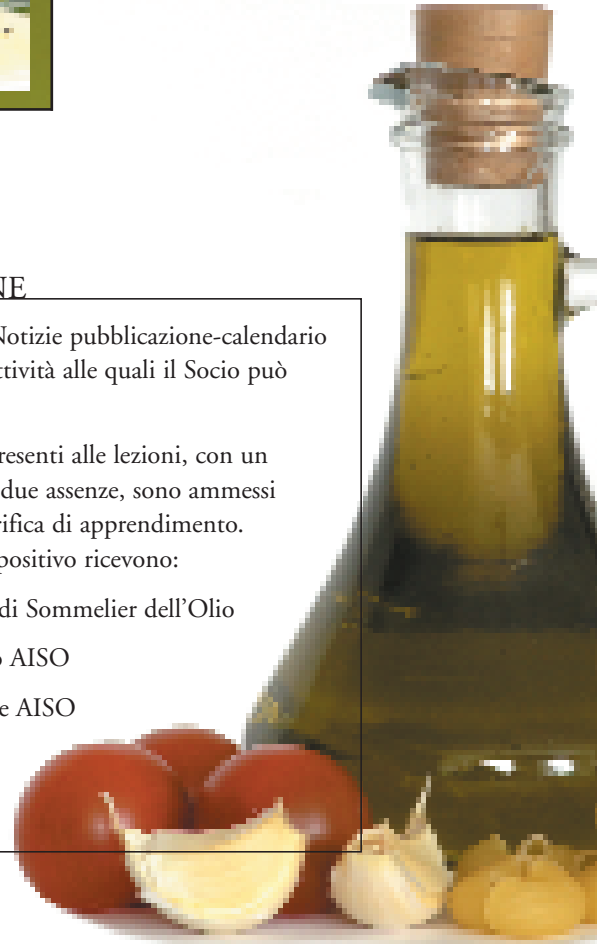 NE
Notizie pubblicazione-calendario
ttività alle quali il Socio può
resenti alle lezioni, con un
due assenze, sono ammessi
rifica di apprendimento.
positivo ricevono:
di Sommelier dell’Olio
o AISO
e AISO